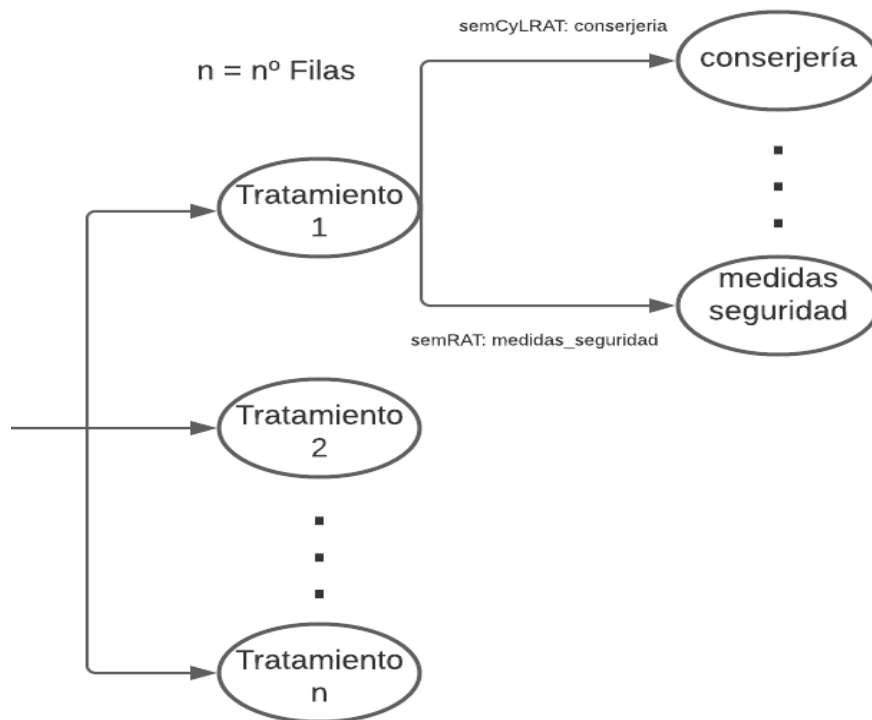 semCyLRAT: conserjeria
conserjería
n = nº Filas
Tratamiento
1
medidas
seguridad
semRAT: medidas_seguridad
Tratamiento
2
Tratamiento
n